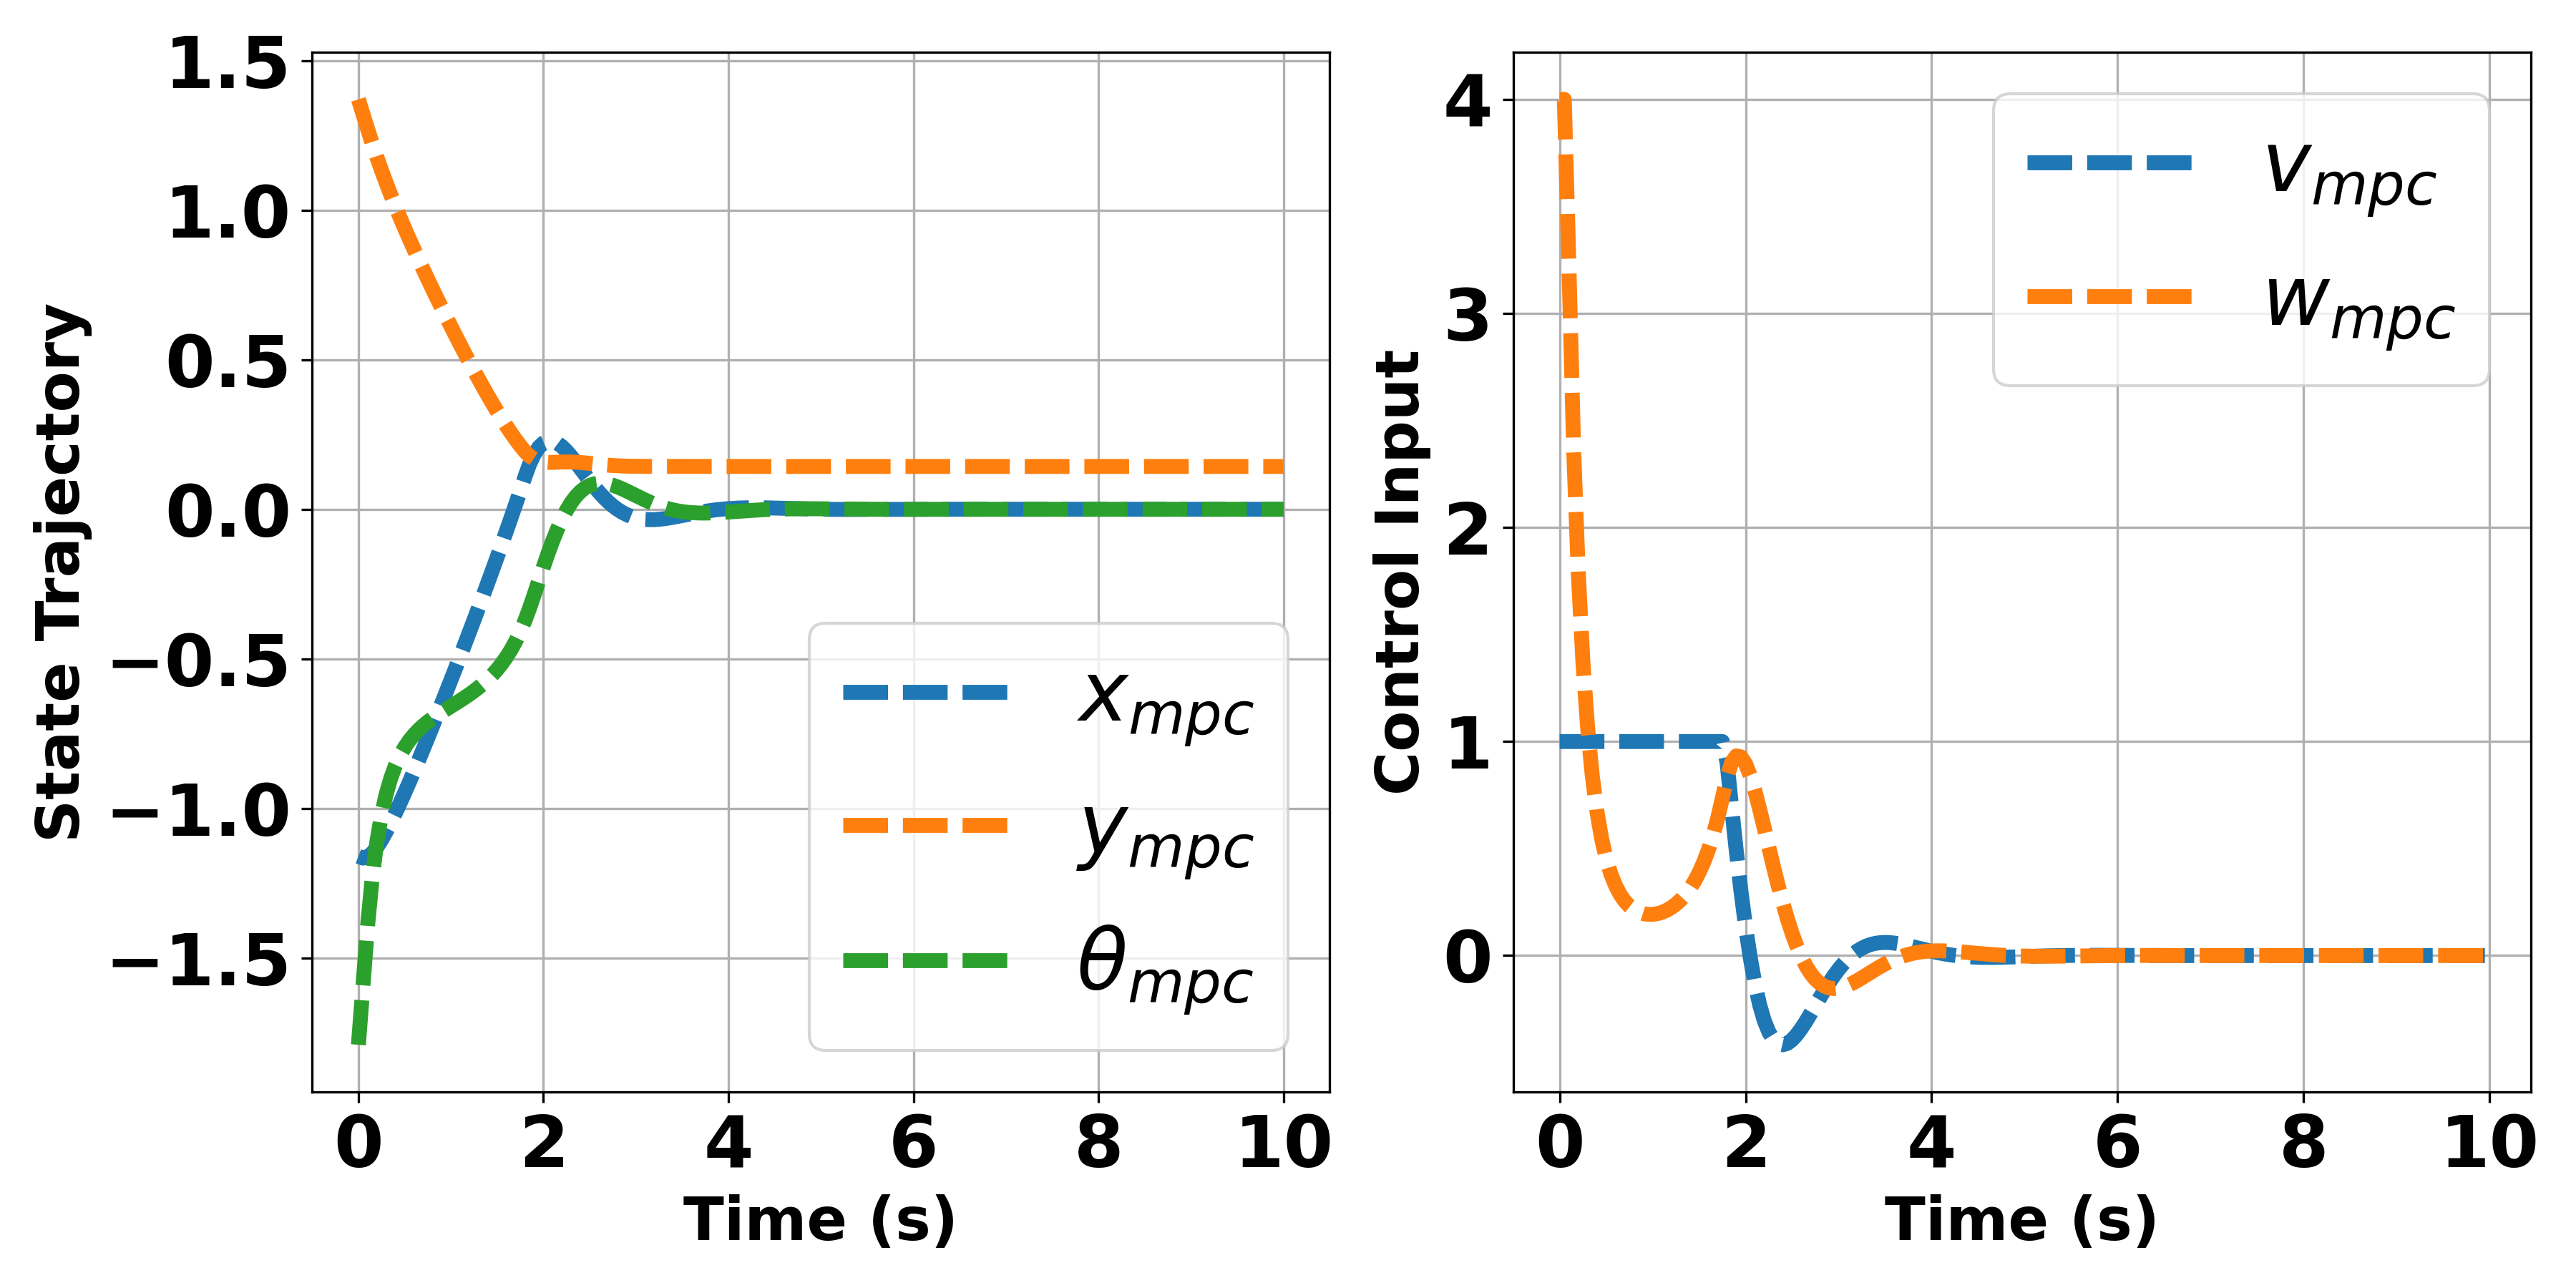 State Trajectory
1.5
1.0
0.5
0.0
−0.5
−1.0
−1.5
0 2 4 6 8 10
Time (s)
x_mpc
y_mpc
θ_mpc
Control Input
4
3
2
1
0
0 2 4 6 8 10
Time (s)
v_mpc
w_mpc